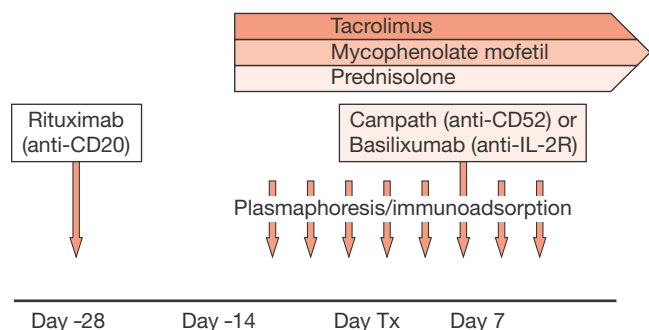 Tacrolimus
Mycophenolate mofetil
Prednisolone
Rituximab
(anti-CD20)
Campath (anti-CD52) or
Basilixumab (anti-IL-2R)
Plasmaphoresis/immunoadsorption
Day -28
Day -14
Day Tx
Day 7